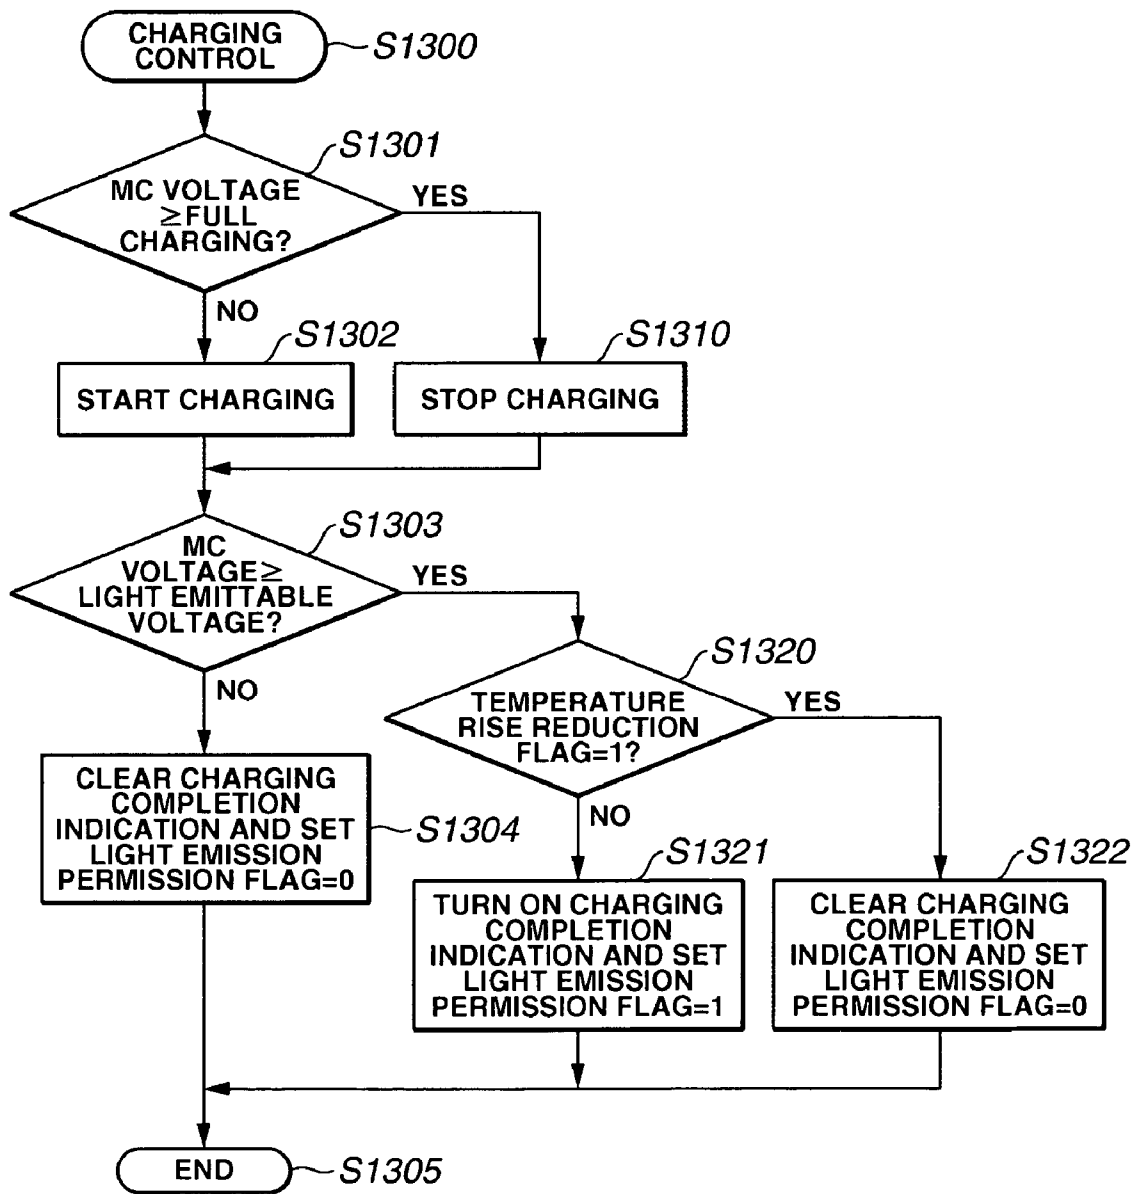 CHARGING
CONTROL
S1300
S1301
MC VOLTAGE
≥FULL
CHARGING?
YES
NO
S1302
START CHARGING
S1310
STOP CHARGING
S1303
MC
VOLTAGE≥
LIGHT EMITTABLE
VOLTAGE?
YES
NO
S1320
TEMPERATURE
RISE REDUCTION
FLAG=1?
YES
NO
CLEAR CHARGING
COMPLETION
INDICATION AND SET
LIGHT EMISSION
PERMISSION FLAG=0
S1304
S1321
TURN ON CHARGING
COMPLETION
INDICATION AND SET
LIGHT EMISSION
PERMISSION FLAG=1
S1322
CLEAR CHARGING
COMPLETION
INDICATION AND SET
LIGHT EMISSION
PERMISSION FLAG=0
END
S1305